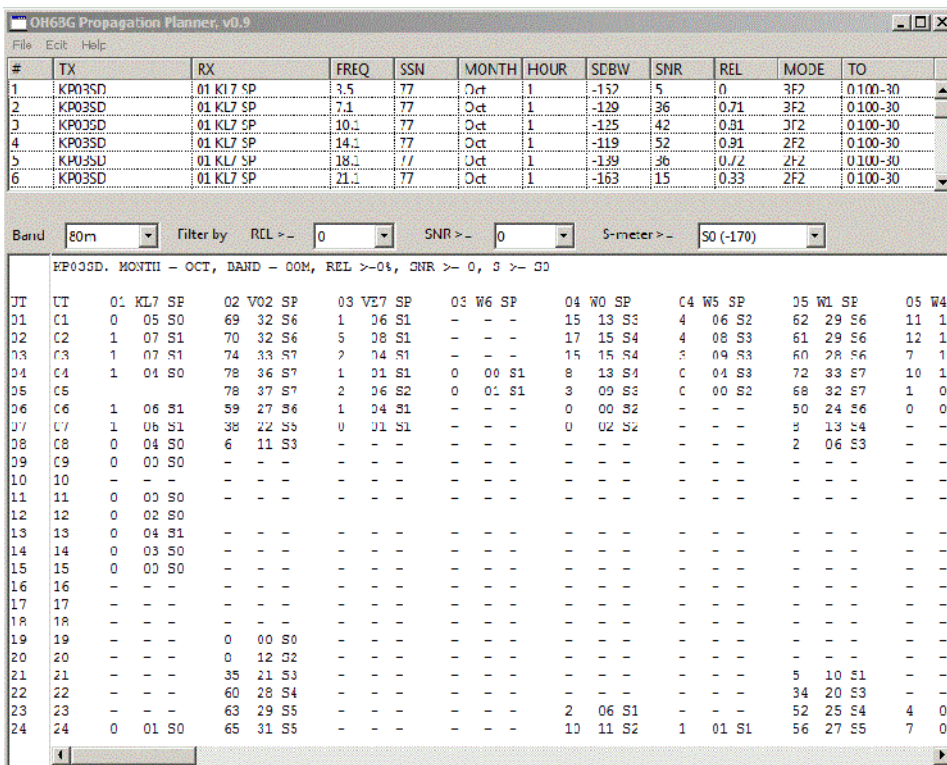 OH6BG Propagation Planner, v0.9
File Edit Help
# TX RX FREQ SSN MONTH HOUR SDBW SNR REL MODE TO
1 KP03SD 01 KL7 SP 3.5 77 Oct 1 -152 5 0 3F2 0100-30
2 KP03SD 01 KL7 SP 7.1 77 Oct 1 -129 36 0.71 3F2 0100-30
3 KP03SD 01 KL7 SP 10.1 77 Oct 1 -125 42 0.81 3F2 0100-30
4 KP03SD 01 KL7 SP 14.1 77 Oct 1 -119 52 0.91 2F2 0100-30
5 KP03SD 01 KL7 SP 18.1 77 Oct 1 -139 36 0.72 2F2 0100-30
6 KP03SD 01 KL7 SP 21.1 77 Oct 1 -163 15 0.33 2F2 0100-30
Band 80m Filter by REL >= 0 SNR >= 0 S-meter >= S0 (-170)
KP03SD. MONTH = OCT, BAND = 80M, REL >=0%, SNR >= 0, S >= S0
UT UT 01 KL7 SP 02 VO2 SP 03 VE7 SP 03 W6 SP 04 W0 SP 04 W5 SP 05 W1 SP 05 W4
01 01 0 05 S0 69 32 S6 1 06 S1 - - - 15 13 S3 4 06 S2 62 29 S6 11 1
02 02 1 07 S1 70 32 S6 5 08 S1 - - - 17 15 S4 4 08 S3 61 29 S6 12 1
03 03 1 07 S1 74 33 S7 2 04 S1 - - - 15 15 S4 3 09 S3 60 28 S6 7 1
04 04 1 04 S0 78 36 S7 1 01 S1 0 00 S1 8 13 S4 0 04 S3 72 33 S7 10 1
05 05 78 37 S7 2 06 S2 0 01 S1 3 09 S3 0 00 S2 68 32 S7 1 0
06 06 1 06 S1 59 27 S6 1 04 S1 - - - 0 00 S2 - - - 50 24 S6 0 0
07 07 1 06 S1 38 22 S5 0 01 S1 - - - 0 02 S2 - - - 13 S4 - -
08 08 0 04 S0 6 11 S3 - - - - - - - - - - - - 2 06 S3 - -
09 09 0 00 S0 - - - - - - - - - - - - - - - - - - - -
10 10 - - - - - - - - - - - - - - - - - - - - - - -
11 11 0 00 S0 - - - - - - - - - - - - - - - - - - - -
12 12 0 02 S0
13 13 0 04 S1 - - - - - - - - - - - - - - - - - - - -
14 14 0 03 S0 - - - - - - - - - - - - - - - - - - - -
15 15 0 00 S0 - - - - - - - - - - - - - - - - - - - -
16 16 - - - - - - - - - - - - - - - - - - - - - - -
17 17 - - - - - - - - - - - - - - - - - - - - - - -
18 18 - - - - - - - - - - - - - - - - - - - - - - -
19 19 - - - 0 00 S0 - - - - - - - - - - - - - - - - -
20 20 - - - 0 12 S2 - - - - - - - - - - - - - - - - -
21 21 - - - 35 21 S3 - - - - - - - - - - - - 5 10 S1 - -
22 22 - - - 60 28 S4 - - - - - - - - - - - - 34 20 S3 - -
23 23 - - - 63 29 S5 - - - - - - 2 06 S1 - - - 52 25 S4 4 0
24 24 0 01 S0 65 31 S5 - - - - - - 10 11 S2 1 01 S1 56 27 S5 7 0